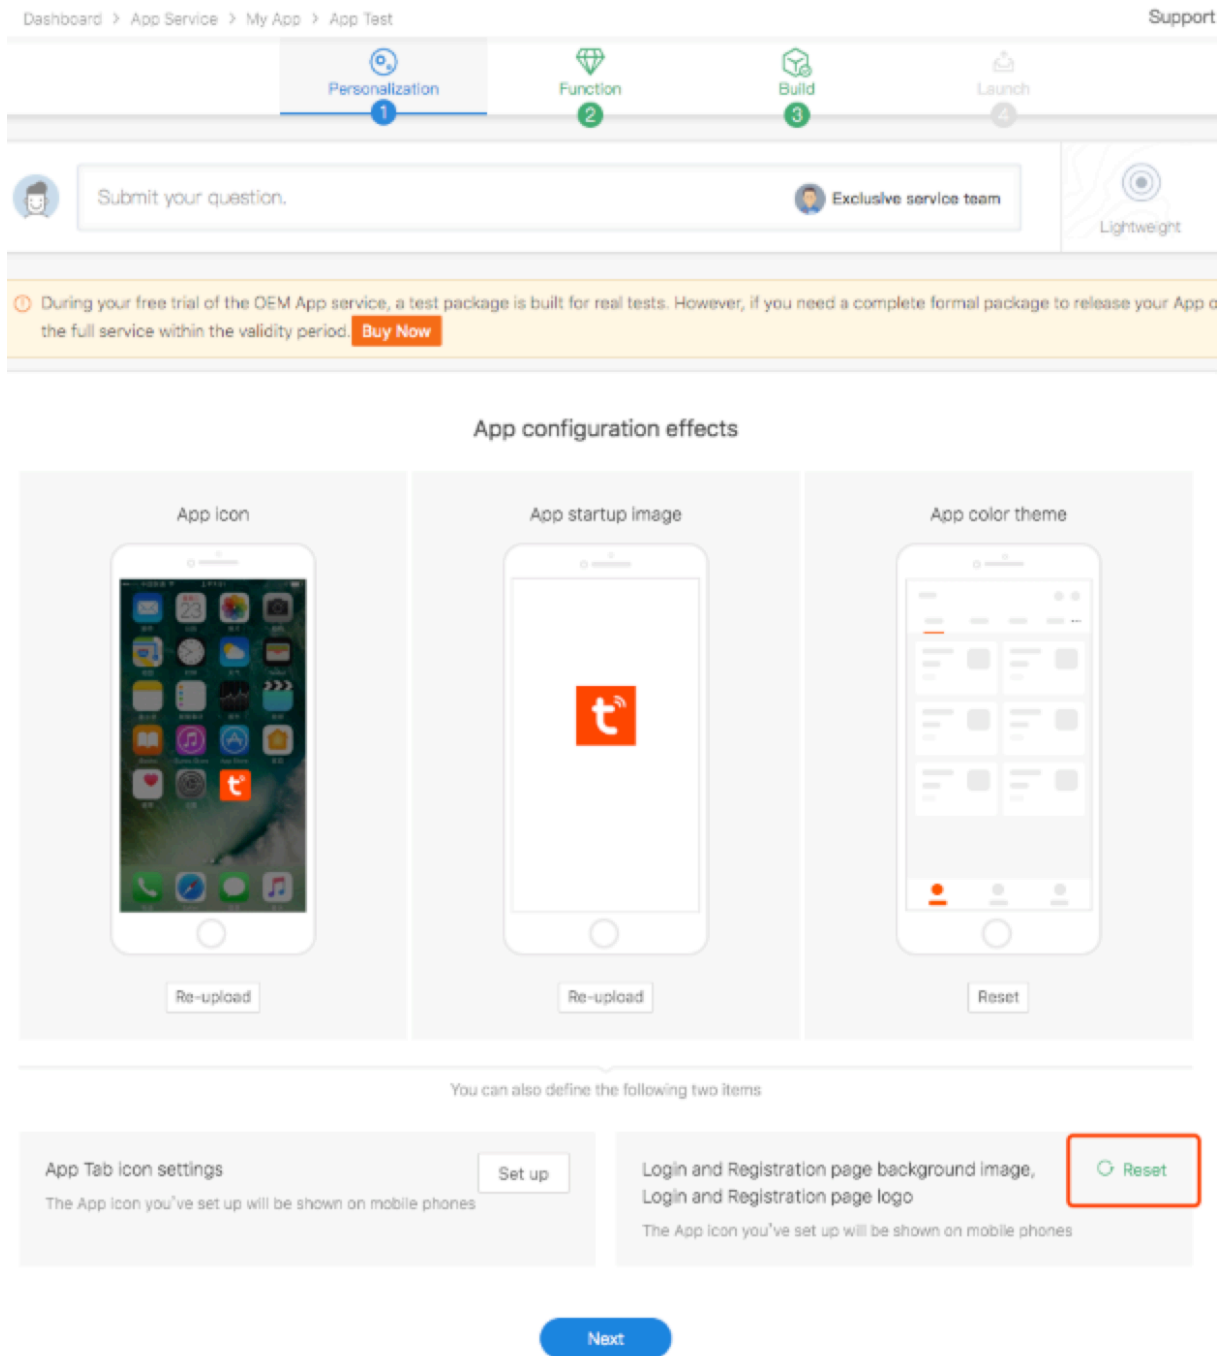 Dashboard > App Service > My App > App Test
Support
Personalization
Function
Build
Launch
1
2
3
4
Submit your question.
Exclusive service team
Lightweight
During your free trial of the OEM App service, a test package is built for real tests. However, if you need a complete formal package to release your App
the full service within the validity period. Buy Now
App configuration effects
App icon
App startup image
App color theme
23
t
t
Re-upload
Re-upload
Reset
You can also define the following two items
App Tab icon settings
Set up
The App icon you've set up will be shown on mobile phones
Login and Registration page background image,
Login and Registration page logo
Reset
The App icon you've set up will be shown on mobile phones
Next